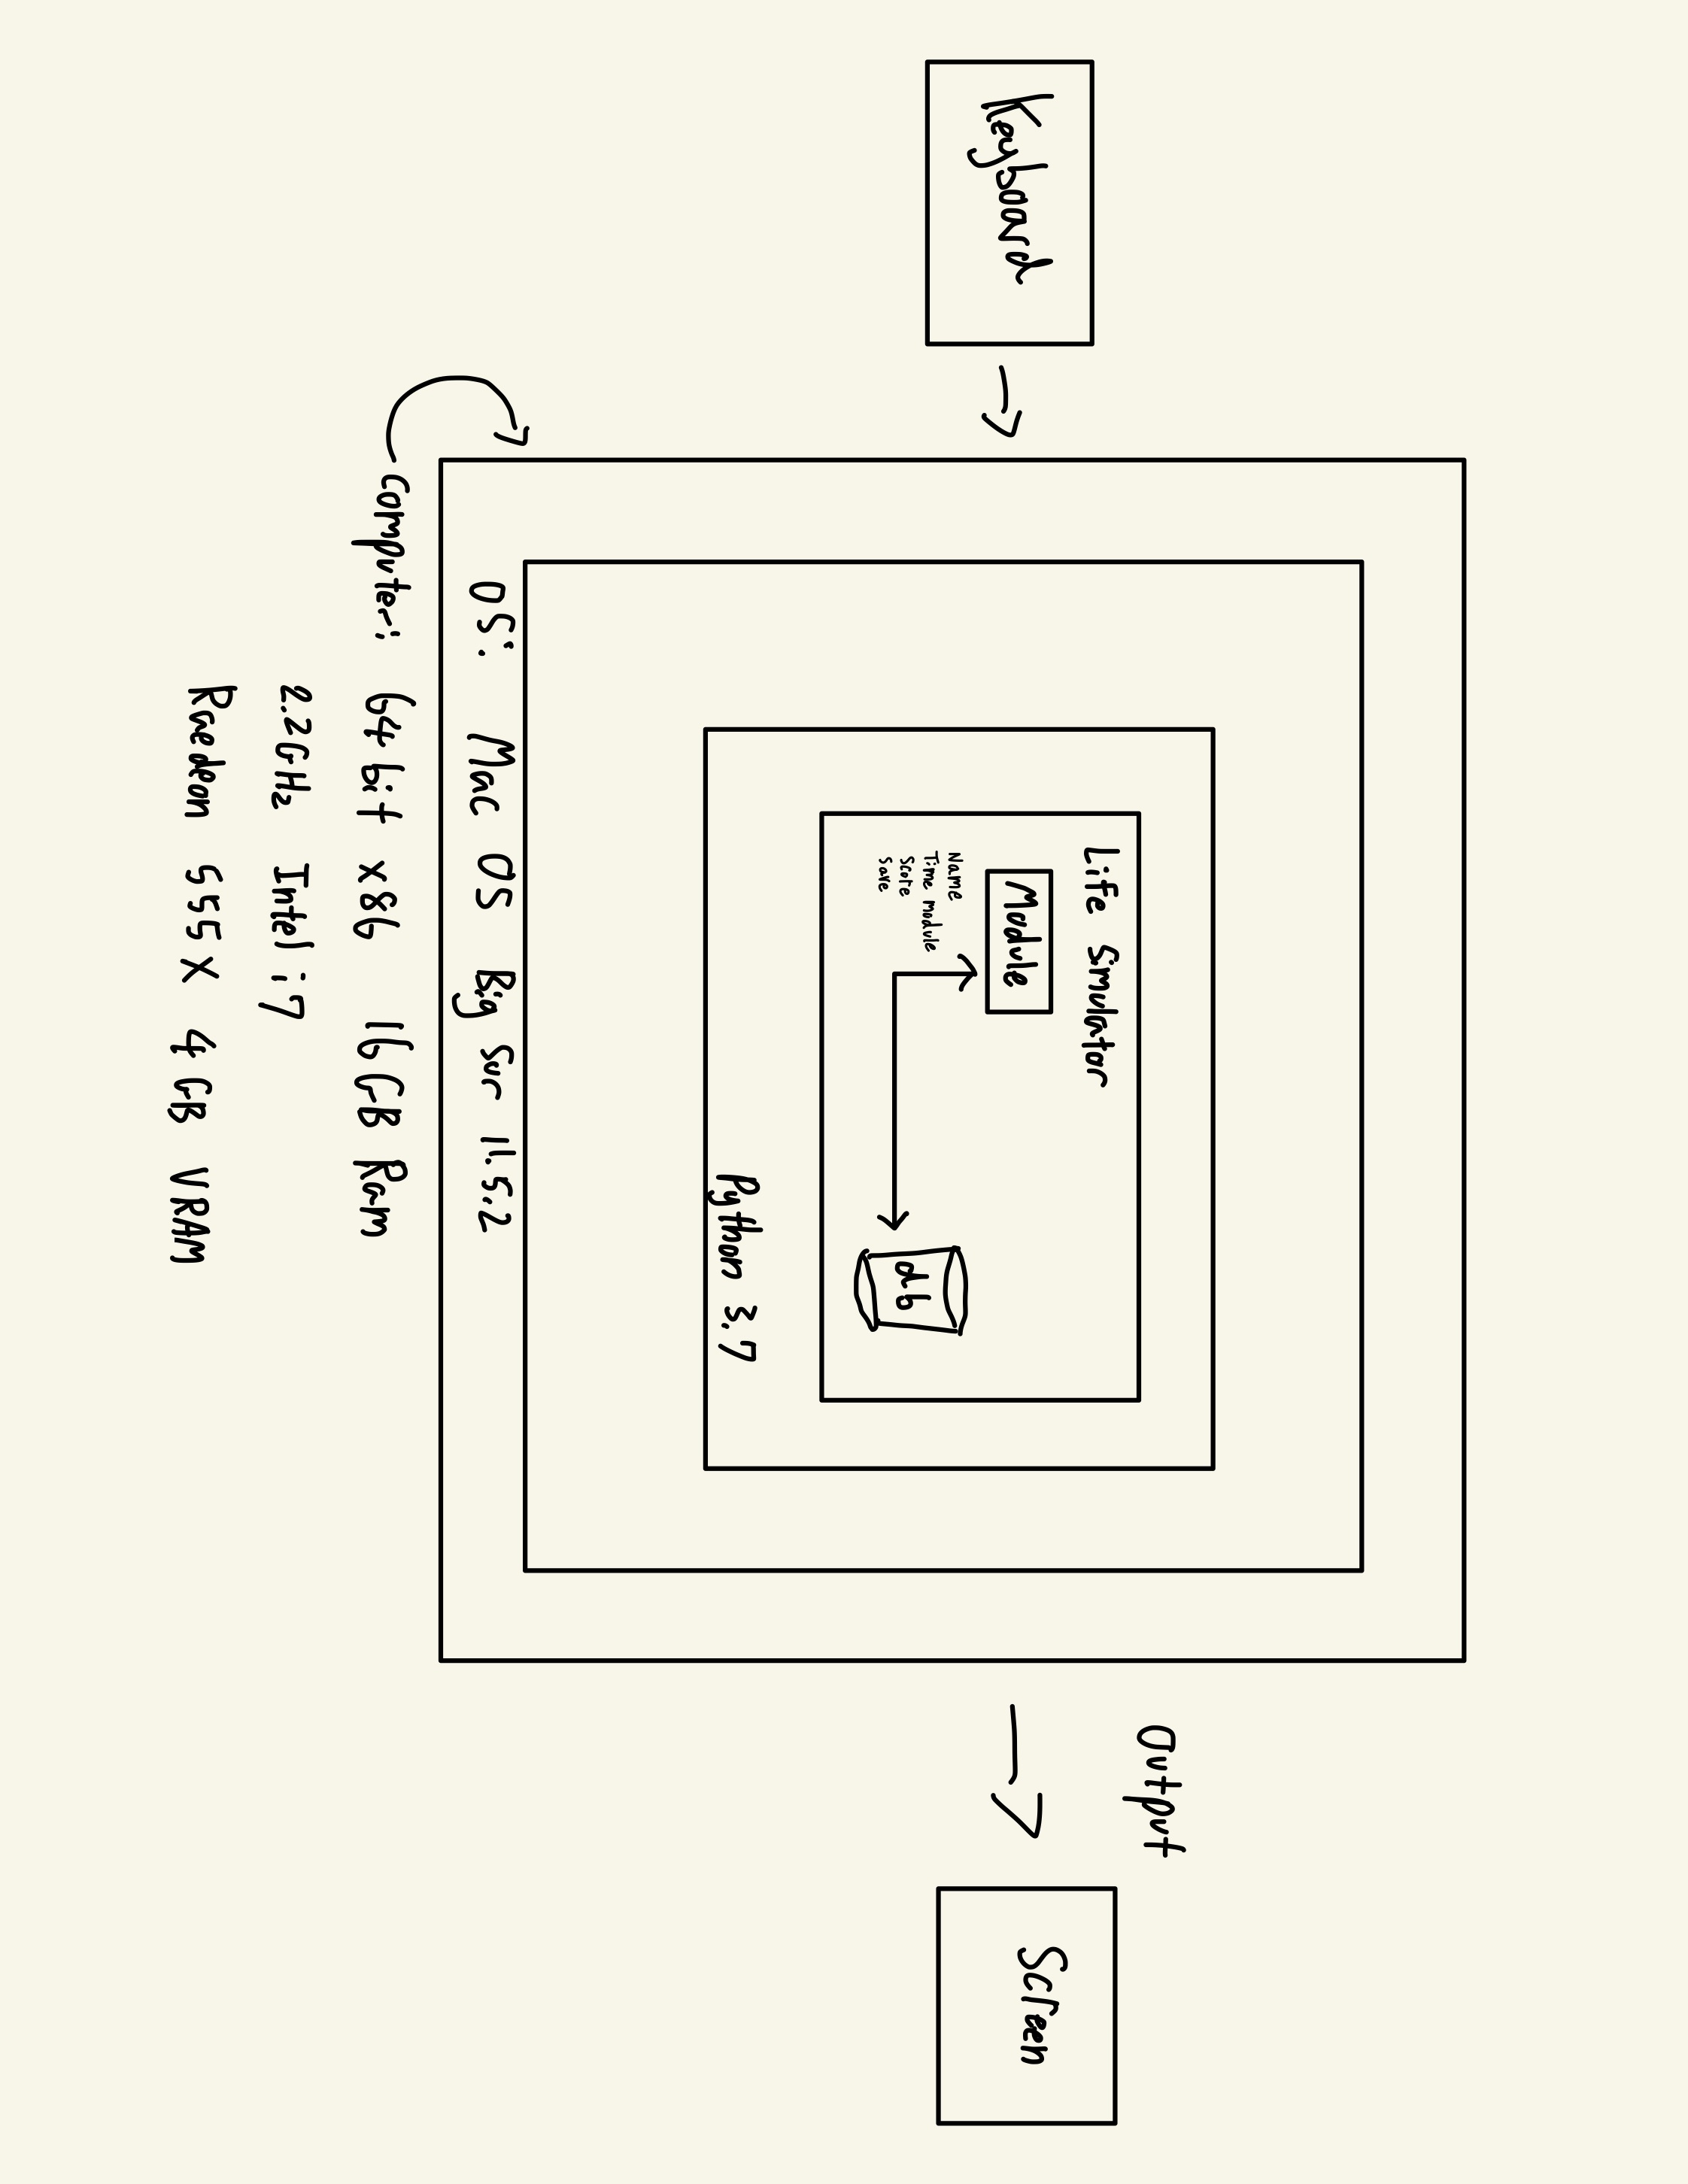 Output
Keyboard
Life Simulator
Module
Name
Time module
Score
Save
db
Screen
Python 3.7
OS: Mac OS Big Sur 11.5.2
Computer: 64 bit x86 16 GB Ram
2.2 GHz Intel i7
Raedeon 555X 4 GB VRAM